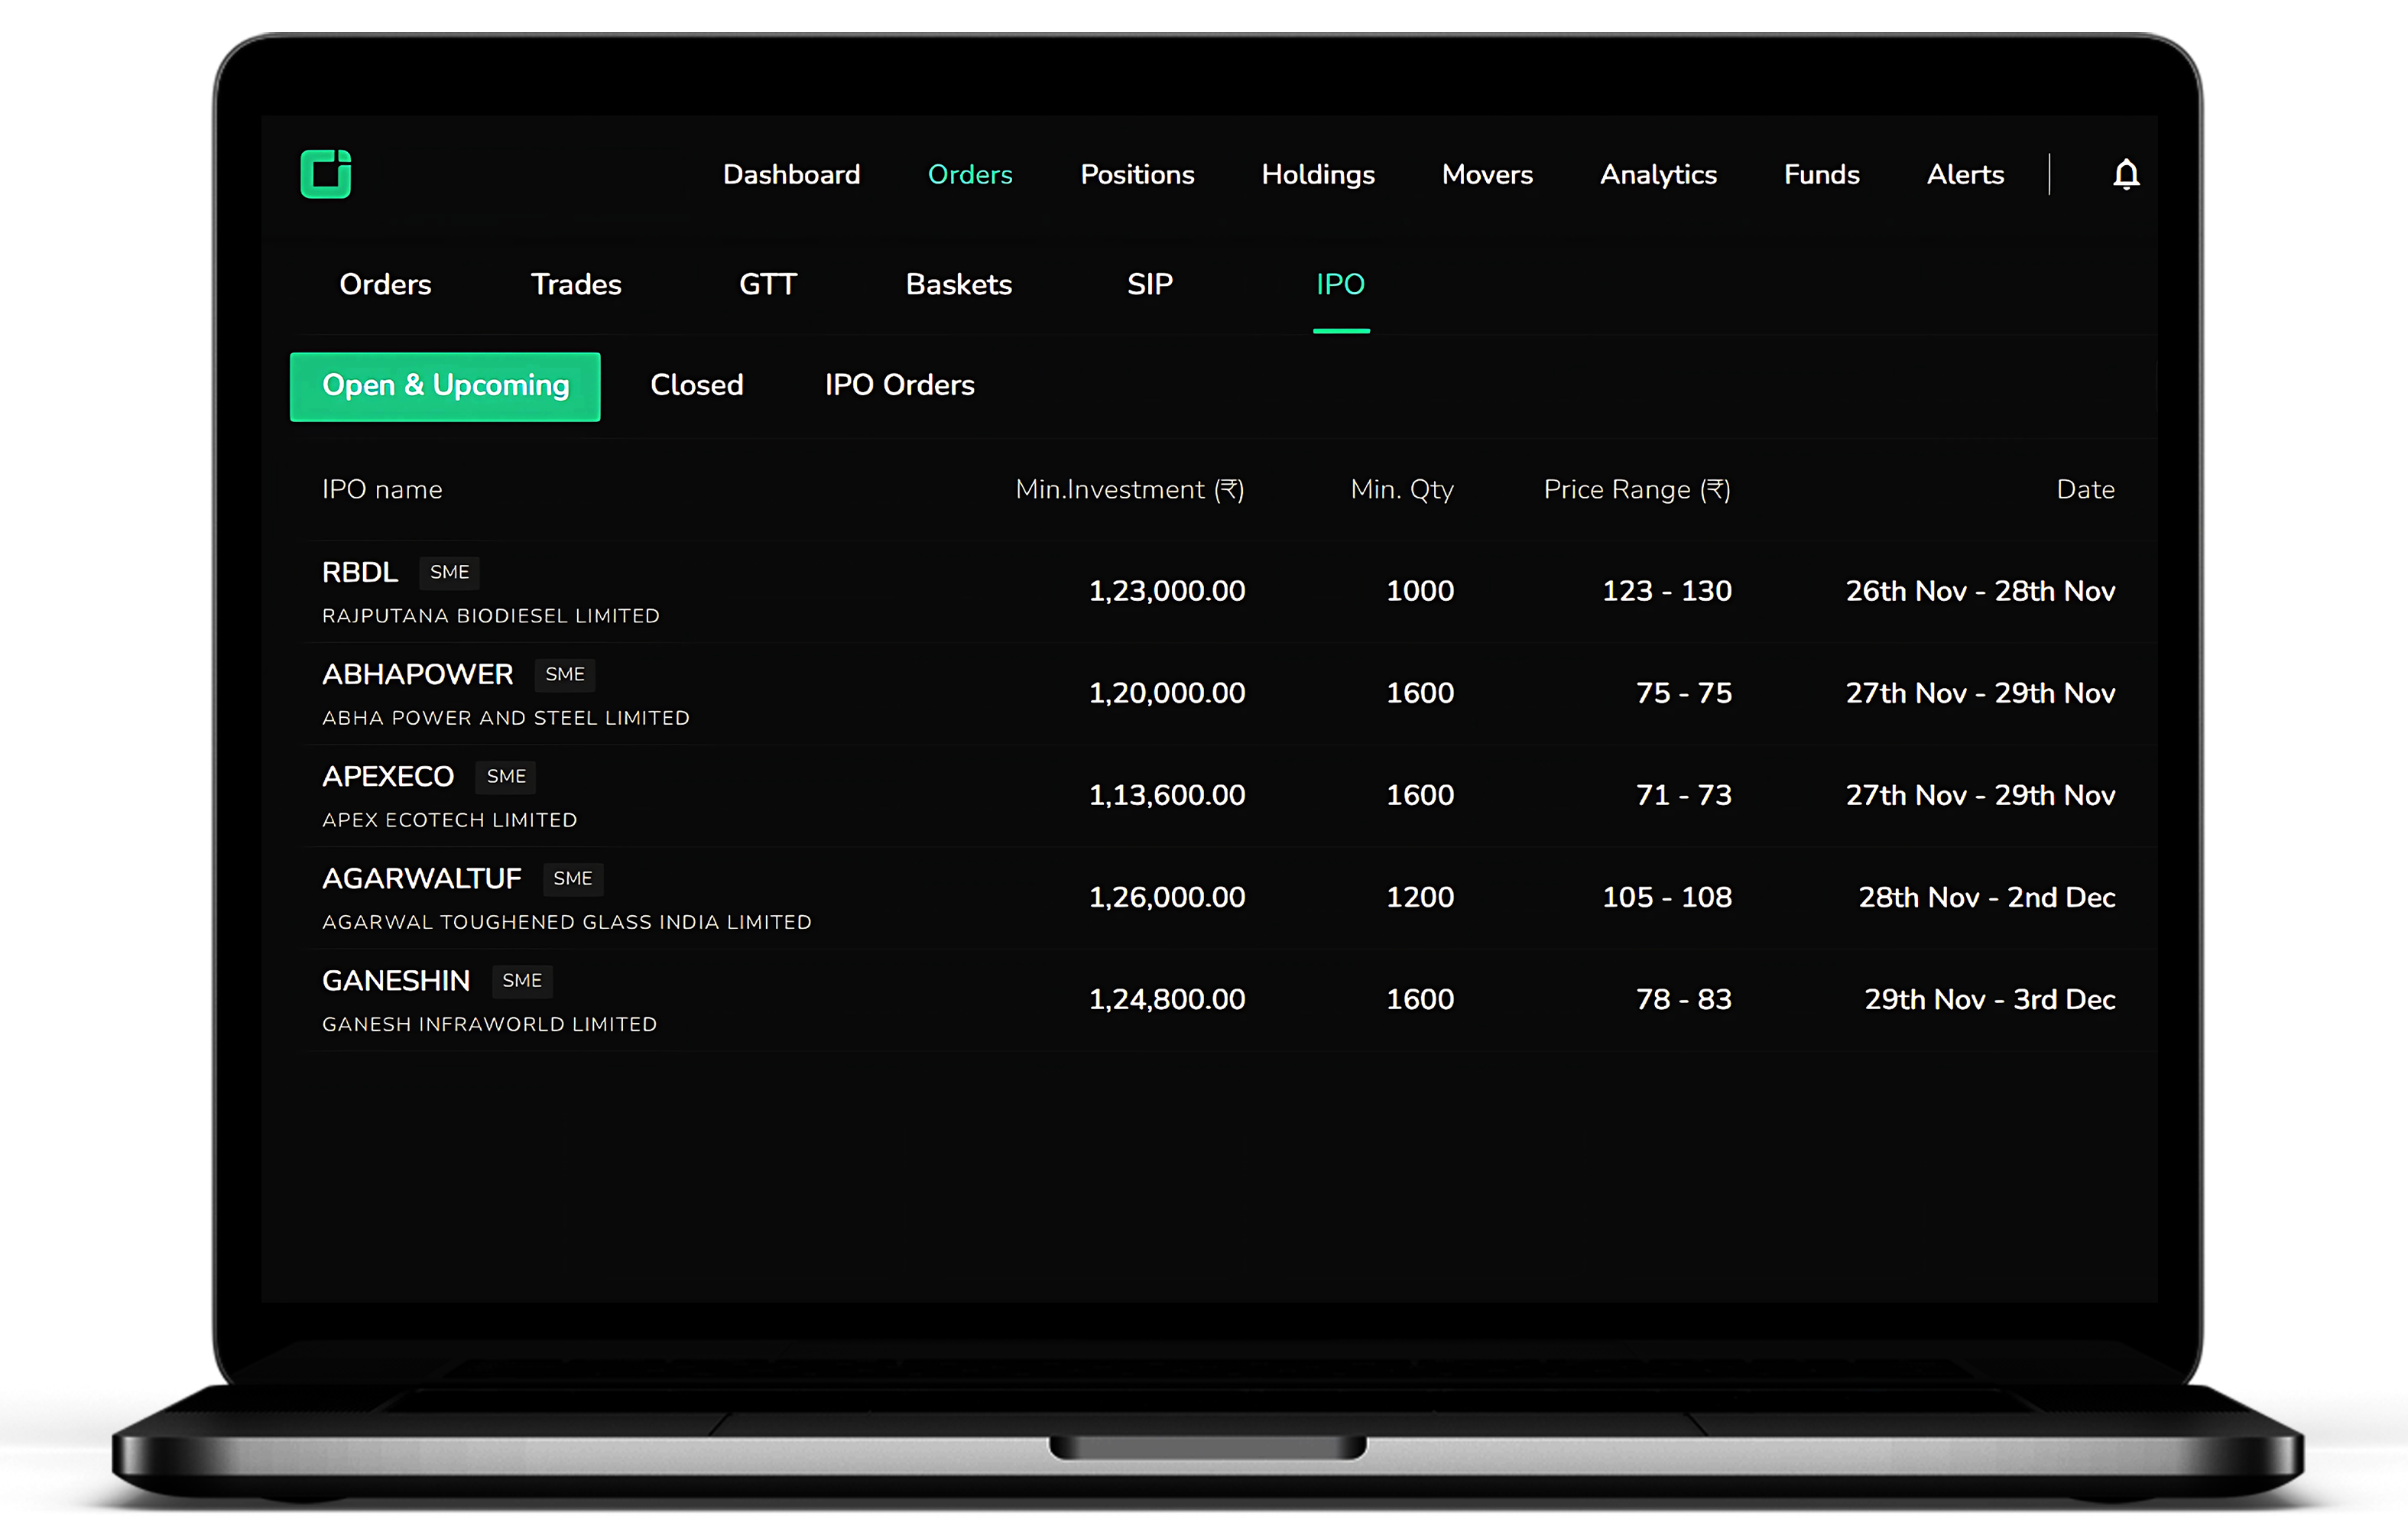 Dashboard Orders Positions Holdings Movers Analytics Funds Alerts
Orders Trades GTT Baskets SIP IPO
Open & Upcoming Closed IPO Orders
IPO name Min.Investment (₹) Min. Qty Price Range (₹) Date
RBDL SME
RAJPUTANA BIODIESEL LIMITED
1,23,000.00 1000 123 - 130 26th Nov - 28th Nov
ABHAPOWER SME
ABHA POWER AND STEEL LIMITED
1,20,000.00 1600 75 - 75 27th Nov - 29th Nov
APEXECO SME
APEX ECOTECH LIMITED
1,13,600.00 1600 71 - 73 27th Nov - 29th Nov
AGARWALTUF SME
AGARWAL TOUGHENED GLASS INDIA LIMITED
1,26,000.00 1200 105 - 108 28th Nov - 2nd Dec
GANESHIN SME
GANESH INFRAWORLD LIMITED
1,24,800.00 1600 78 - 83 29th Nov - 3rd Dec